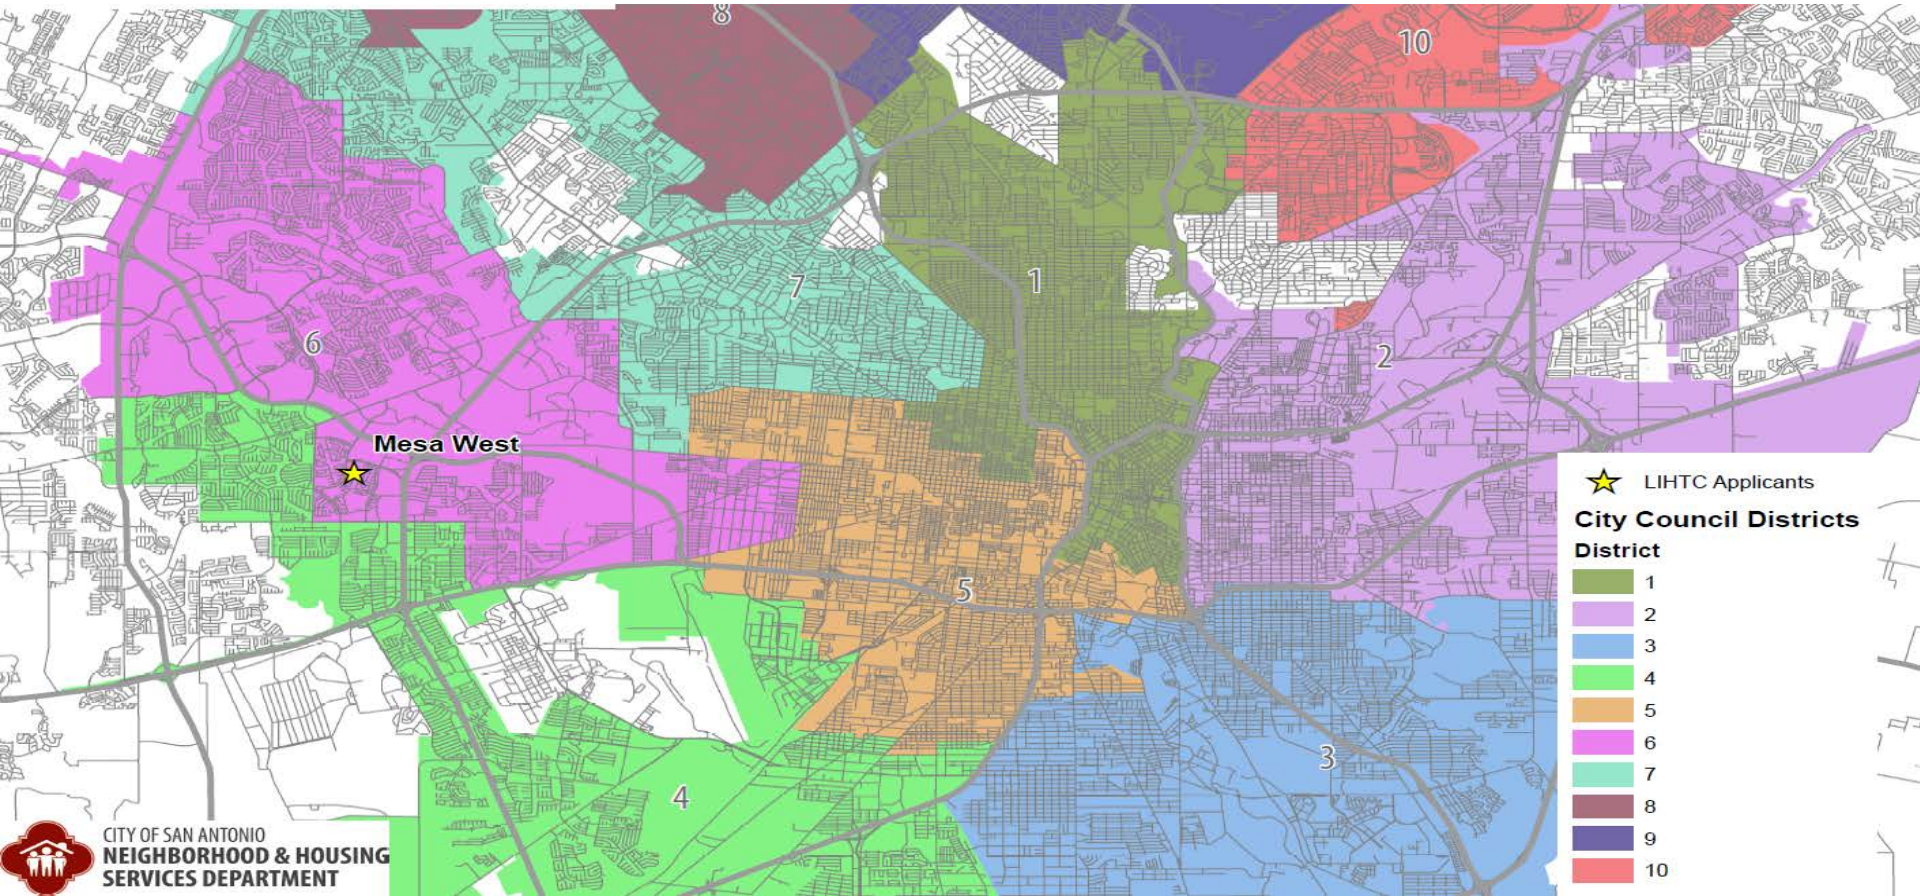 8
10
1
7
6
2
Mesa West
5
3
4
LIHTC Applicants
City Council Districts
District
1
2
3
4
5
6
7
8
9
10
CITY OF SAN ANTONIO
NEIGHBORHOOD & HOUSING
SERVICES DEPARTMENT